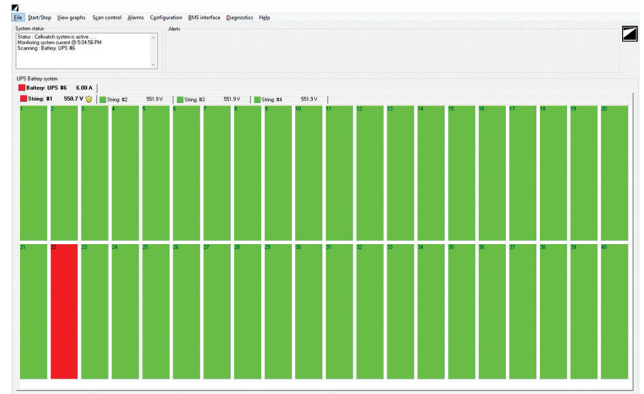 File Start/Stop View graphs Scan control Alarms Configuration BMS interface Diagnostics Help
System status Alerts
Status : Cellwatch system is active ...
Monitoring system current @ 5:04:56 PM
Scanning : Battery: UPS #6
UPS Battery system
Battery: UPS #6 6.00 A
String: #1 550.7 V String: #2 551.9 V String: #3 551.9 V String: #4 551.9 V
1 2 3 4 5 6 7 8 9 10 11 12 13 14 15 16 17 18 19 20
21 22 23 24 25 26 27 28 29 30 31 32 33 34 35 36 37 38 39 40